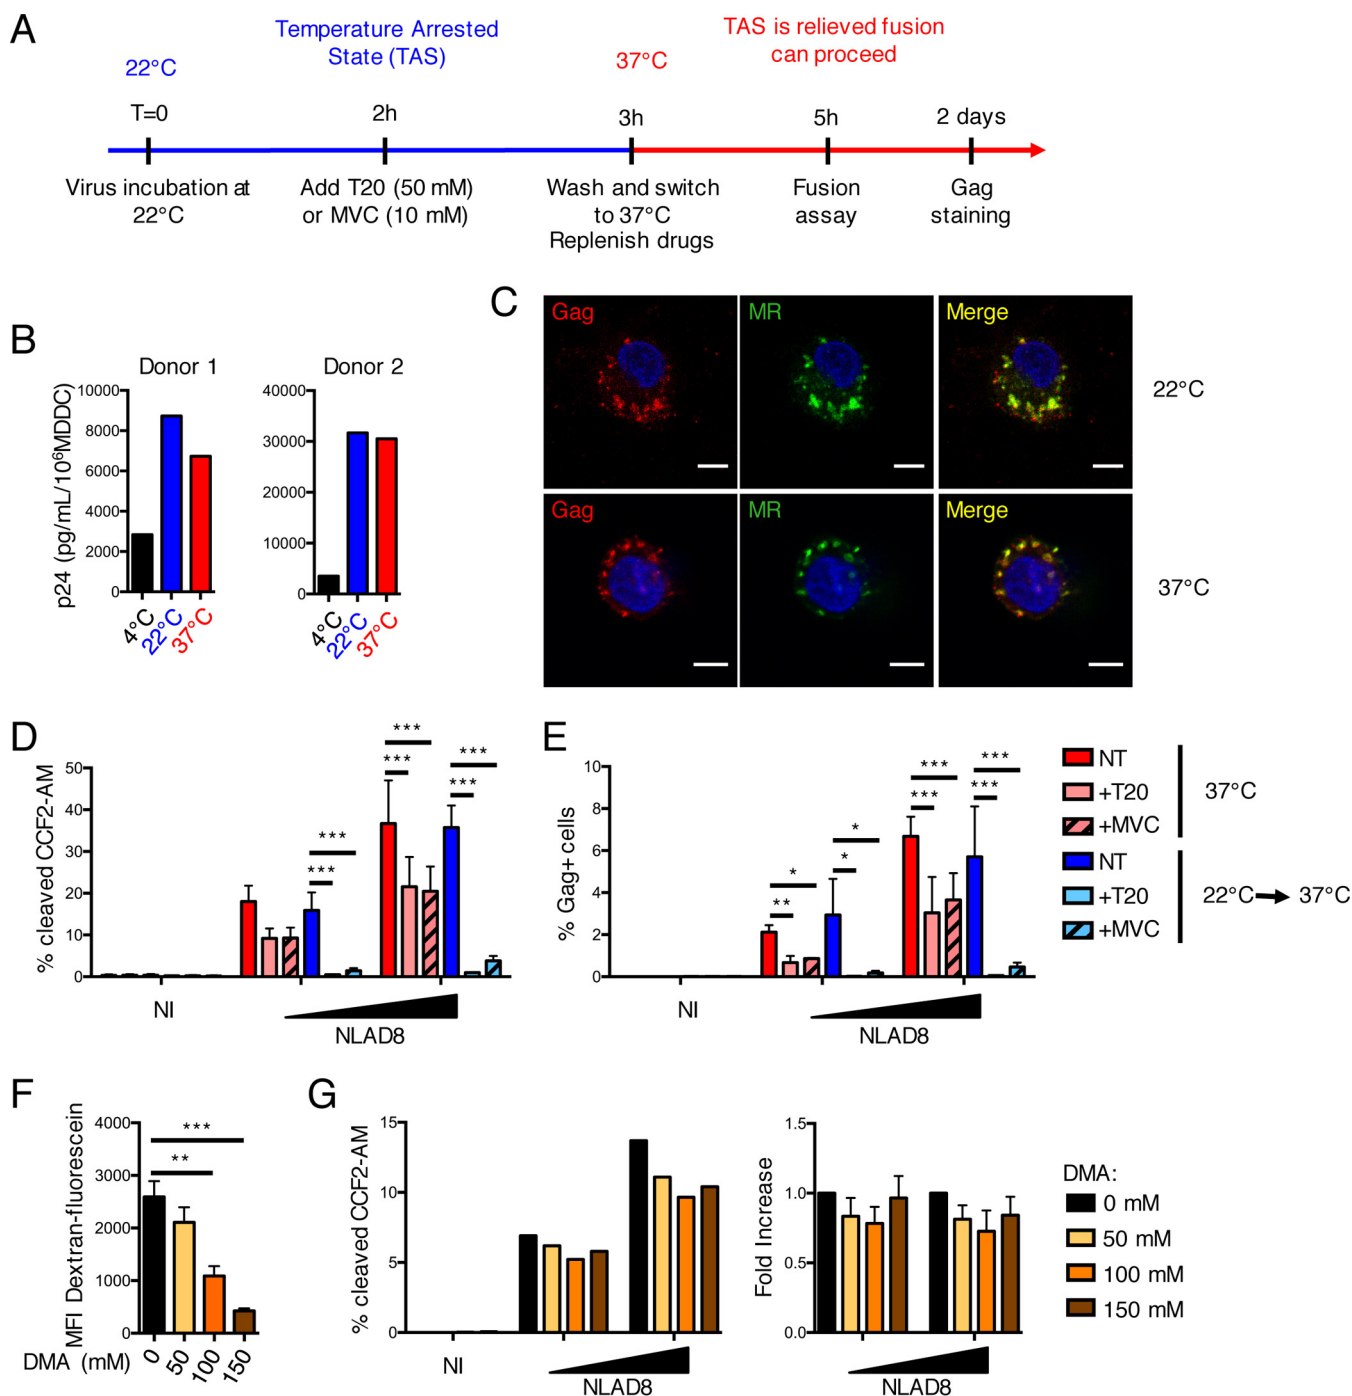 A
Temperature Arrested
State (TAS)
TAS is relieved fusion
can proceed
22°C
37°C
T=0
2h
3h
5h
2 days
Virus incubation at
22°C
Add T20 (50 mM)
or MVC (10 mM)
Wash and switch
to 37°C
Replenish drugs
Fusion
assay
Gag
staining
B
Donor 1
Donor 2
p24 (pg/mL/10⁶MDDC)
10000
8000
6000
4000
2000
0
4°C
22°C
37°C
40000
30000
20000
10000
0
4°C
22°C
37°C
C
Gag
MR
Merge
22°C
Gag
MR
Merge
37°C
D
% cleaved CCF2-AM
50
40
30
20
10
0
***
***
***
***
***
***
NI
NLAD8
E
% Gag+ cells
10
8
6
4
2
0
*
**
*
*
***
***
***
***
NI
NLAD8
NT
+T20
+MVC
37°C
NT
+T20
+MVC
22°C
37°C
F
MFI Dextran-fluorescein
4000
3000
2000
1000
0
***
**
DMA (mM)
0
50
100
150
G
% cleaved CCF2-AM
15
10
5
0
NI
NLAD8
Fold Increase
1.5
1.0
0.5
0.0
NLAD8
DMA:
0 mM
50 mM
100 mM
150 mM